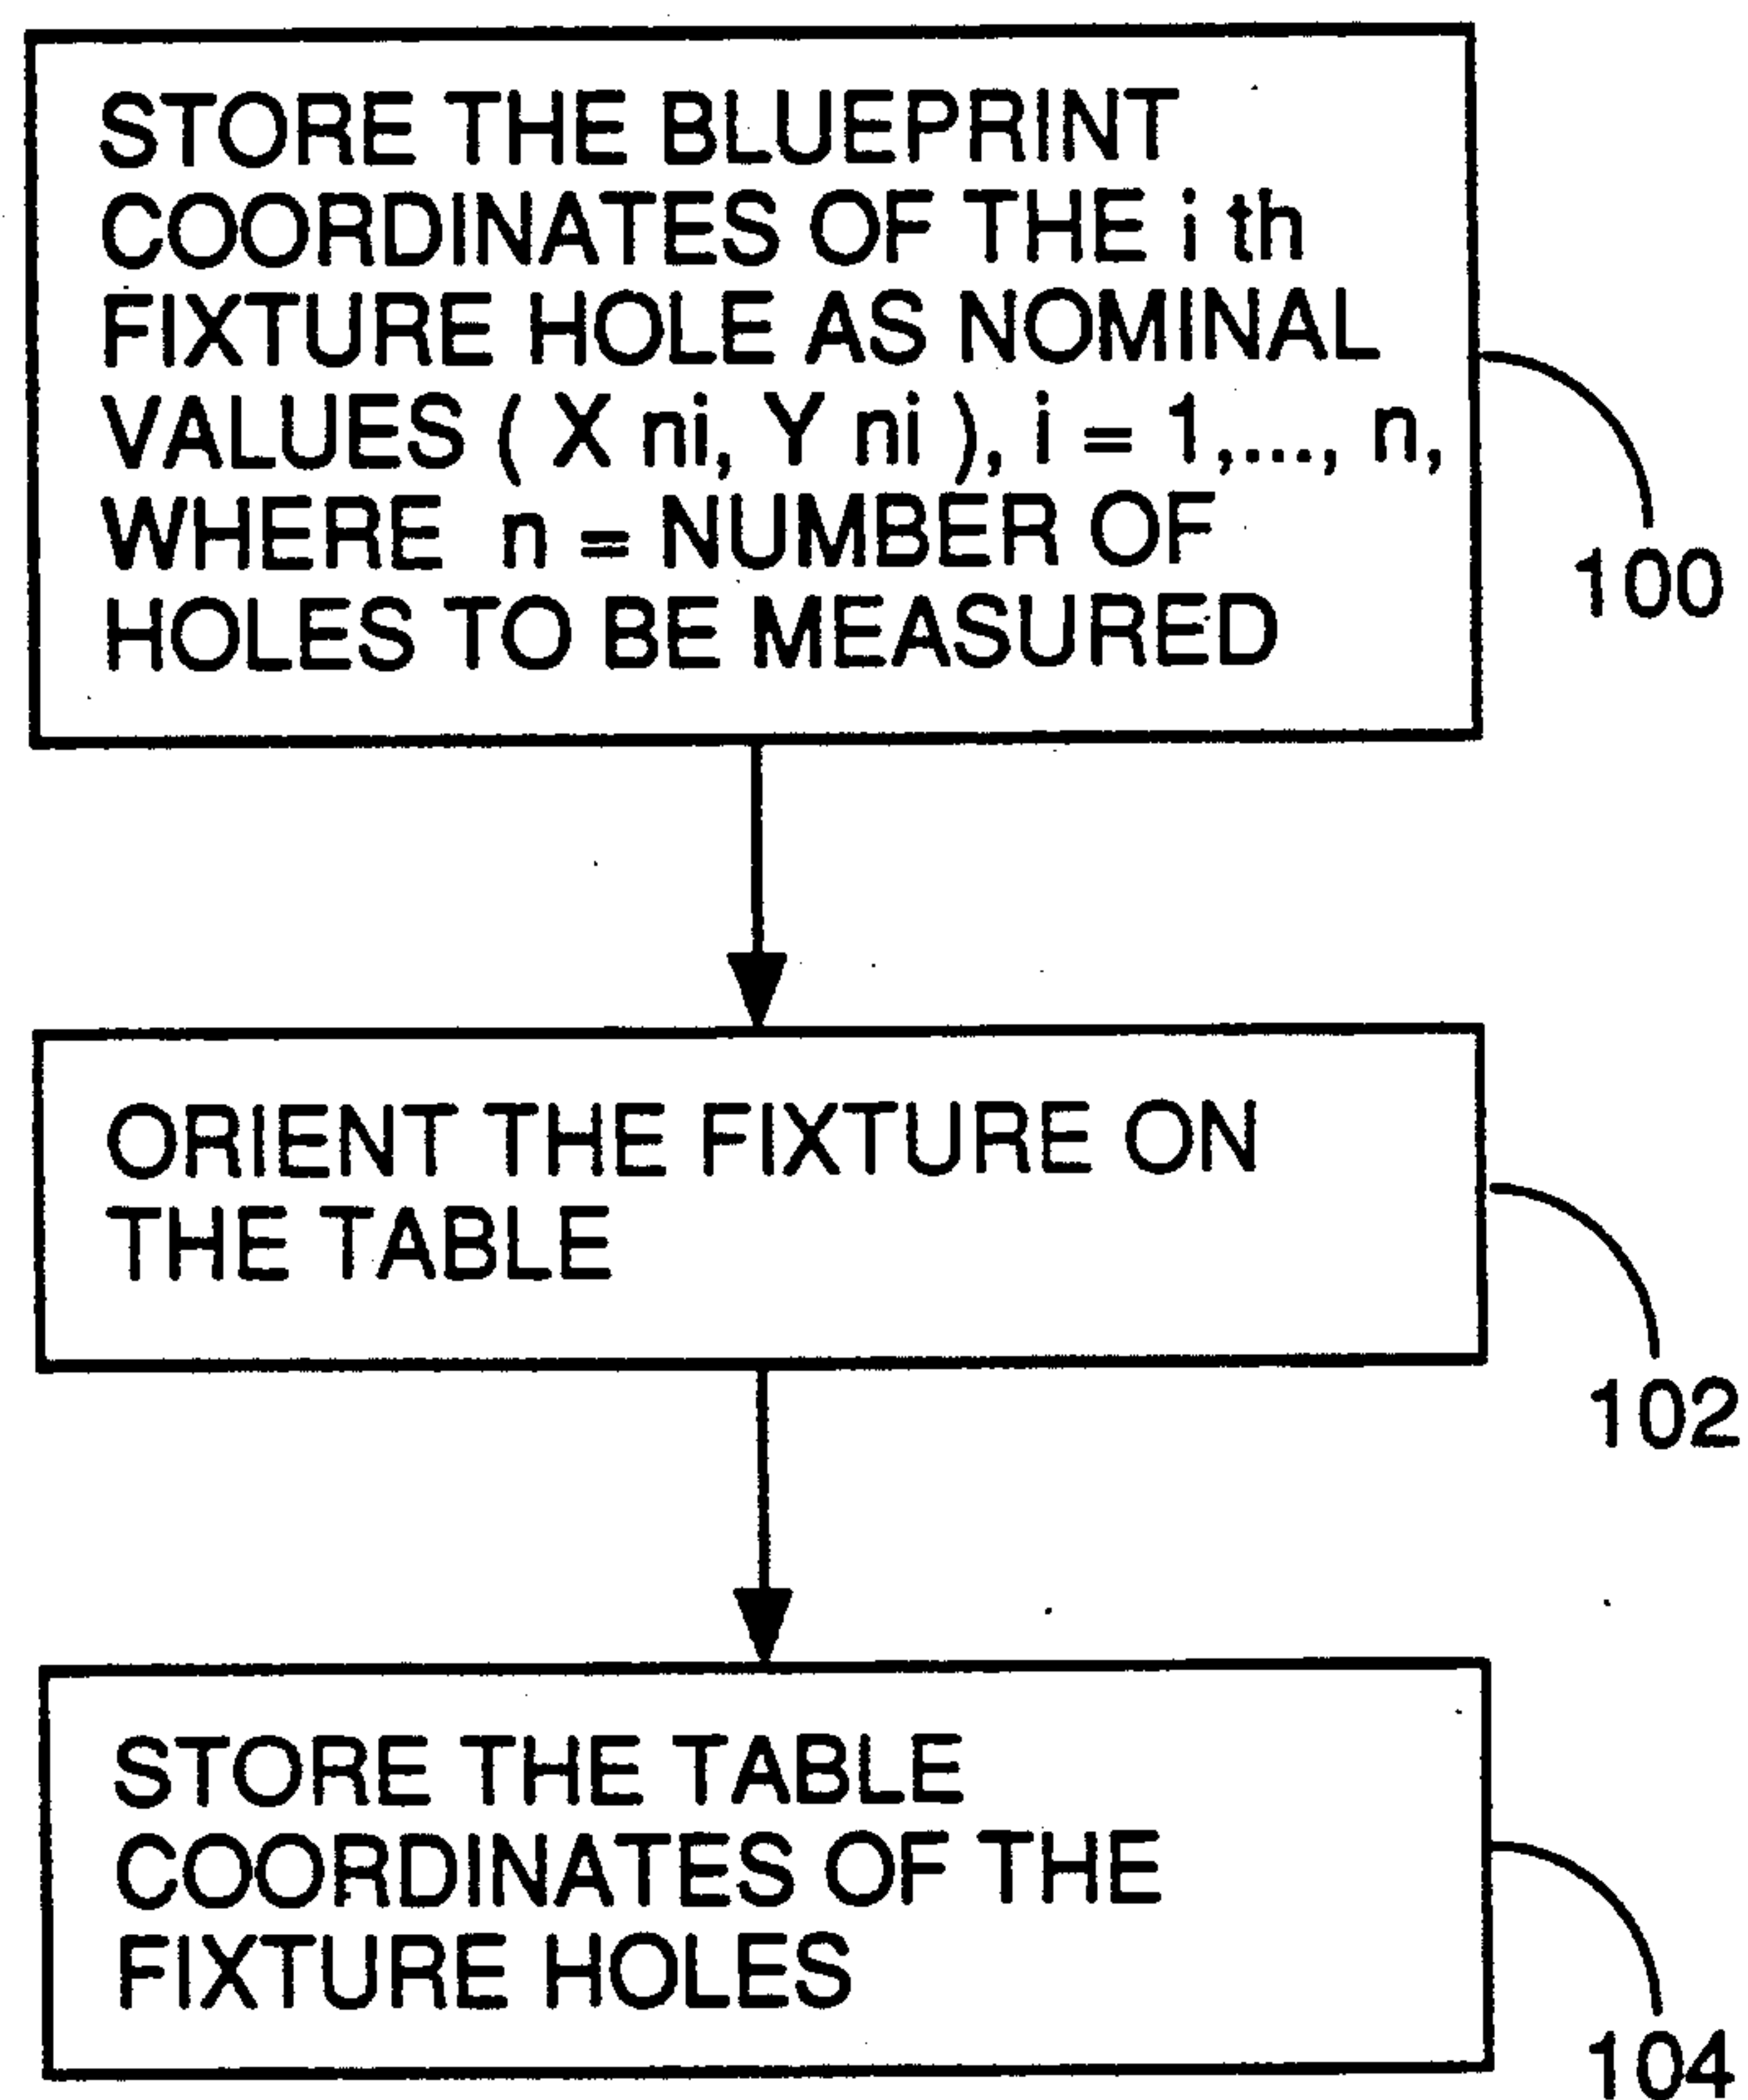 STORE THE BLUEPRINT
COORDINATES OF THE i th
FIXTURE HOLE AS NOMINAL
VALUES ( X ni, Y ni ), i = 1,..., n,
WHERE n = NUMBER OF
HOLES TO BE MEASURED
100
ORIENT THE FIXTURE ON
THE TABLE
102
STORE THE TABLE
COORDINATES OF THE
FIXTURE HOLES
104